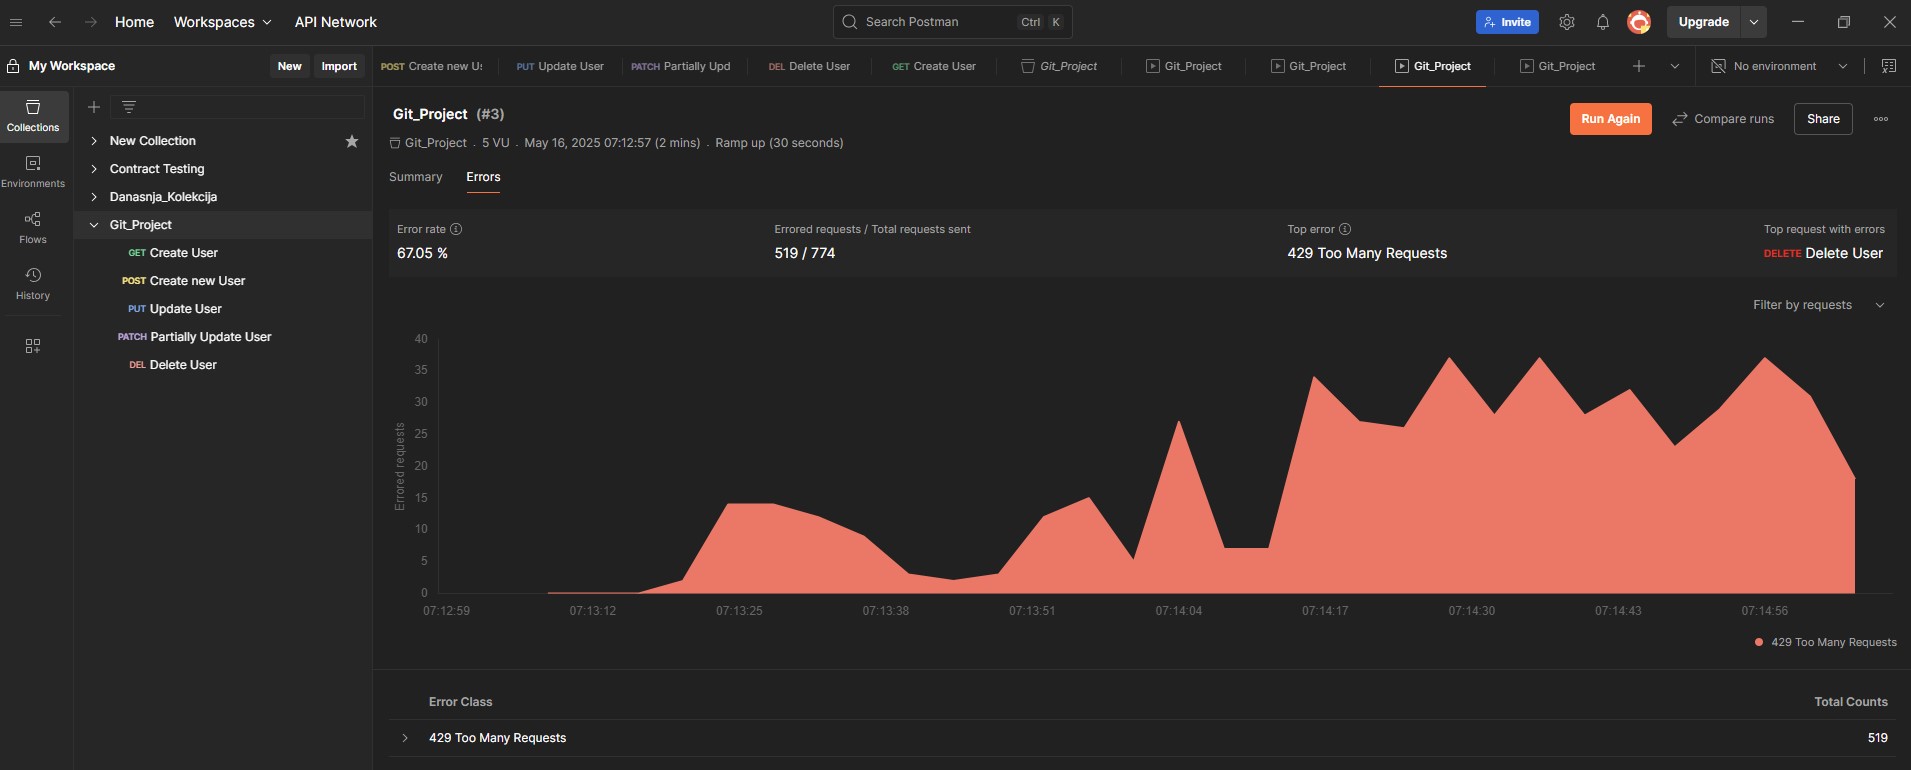 Home Workspaces API Network Search Postman Ctrl K Invite Upgrade
My Workspace New Import
POST Create new Us PUT Update User PATCH Partially Upd DEL Delete User GET Create User Git_Project Git_Project Git_Project Git_Project Git_Project No environment
Collections
Environments
Flows
History
New Collection
Contract Testing
Danasnja_Kolekcija
Git_Project
GET Create User
POST Create new User
PUT Update User
PATCH Partially Update User
DEL Delete User
Git_Project (#3)
Run Again Compare runs Share
Git_Project . 5 VU . May 16, 2025 07:12:57 (2 mins) . Ramp up (30 seconds)
Summary Errors
Error rate Errored requests / Total requests sent Top error Top request with errors
67.05 % 519 / 774 429 Too Many Requests DELETE Delete User
Filter by requests
Errored requests
40
35
30
25
20
15
10
5
0
07:12:59 07:13:12 07:13:25 07:13:38 07:13:51 07:14:04 07:14:17 07:14:30 07:14:43 07:14:56
429 Too Many Requests
Error Class Total Counts
429 Too Many Requests 519